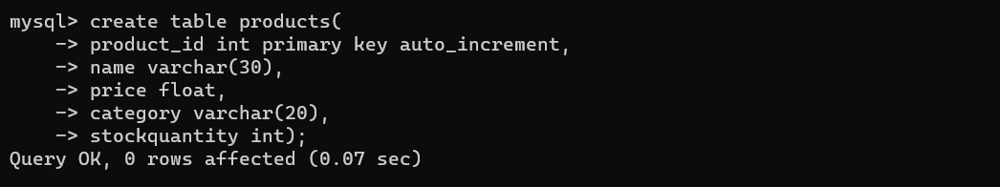 mysql> create table products(
    -> product_id int primary key auto_increment,
    -> name varchar(30),
    -> price float,
    -> category varchar(20),
    -> stockquantity int);
Query OK, 0 rows affected (0.07 sec)